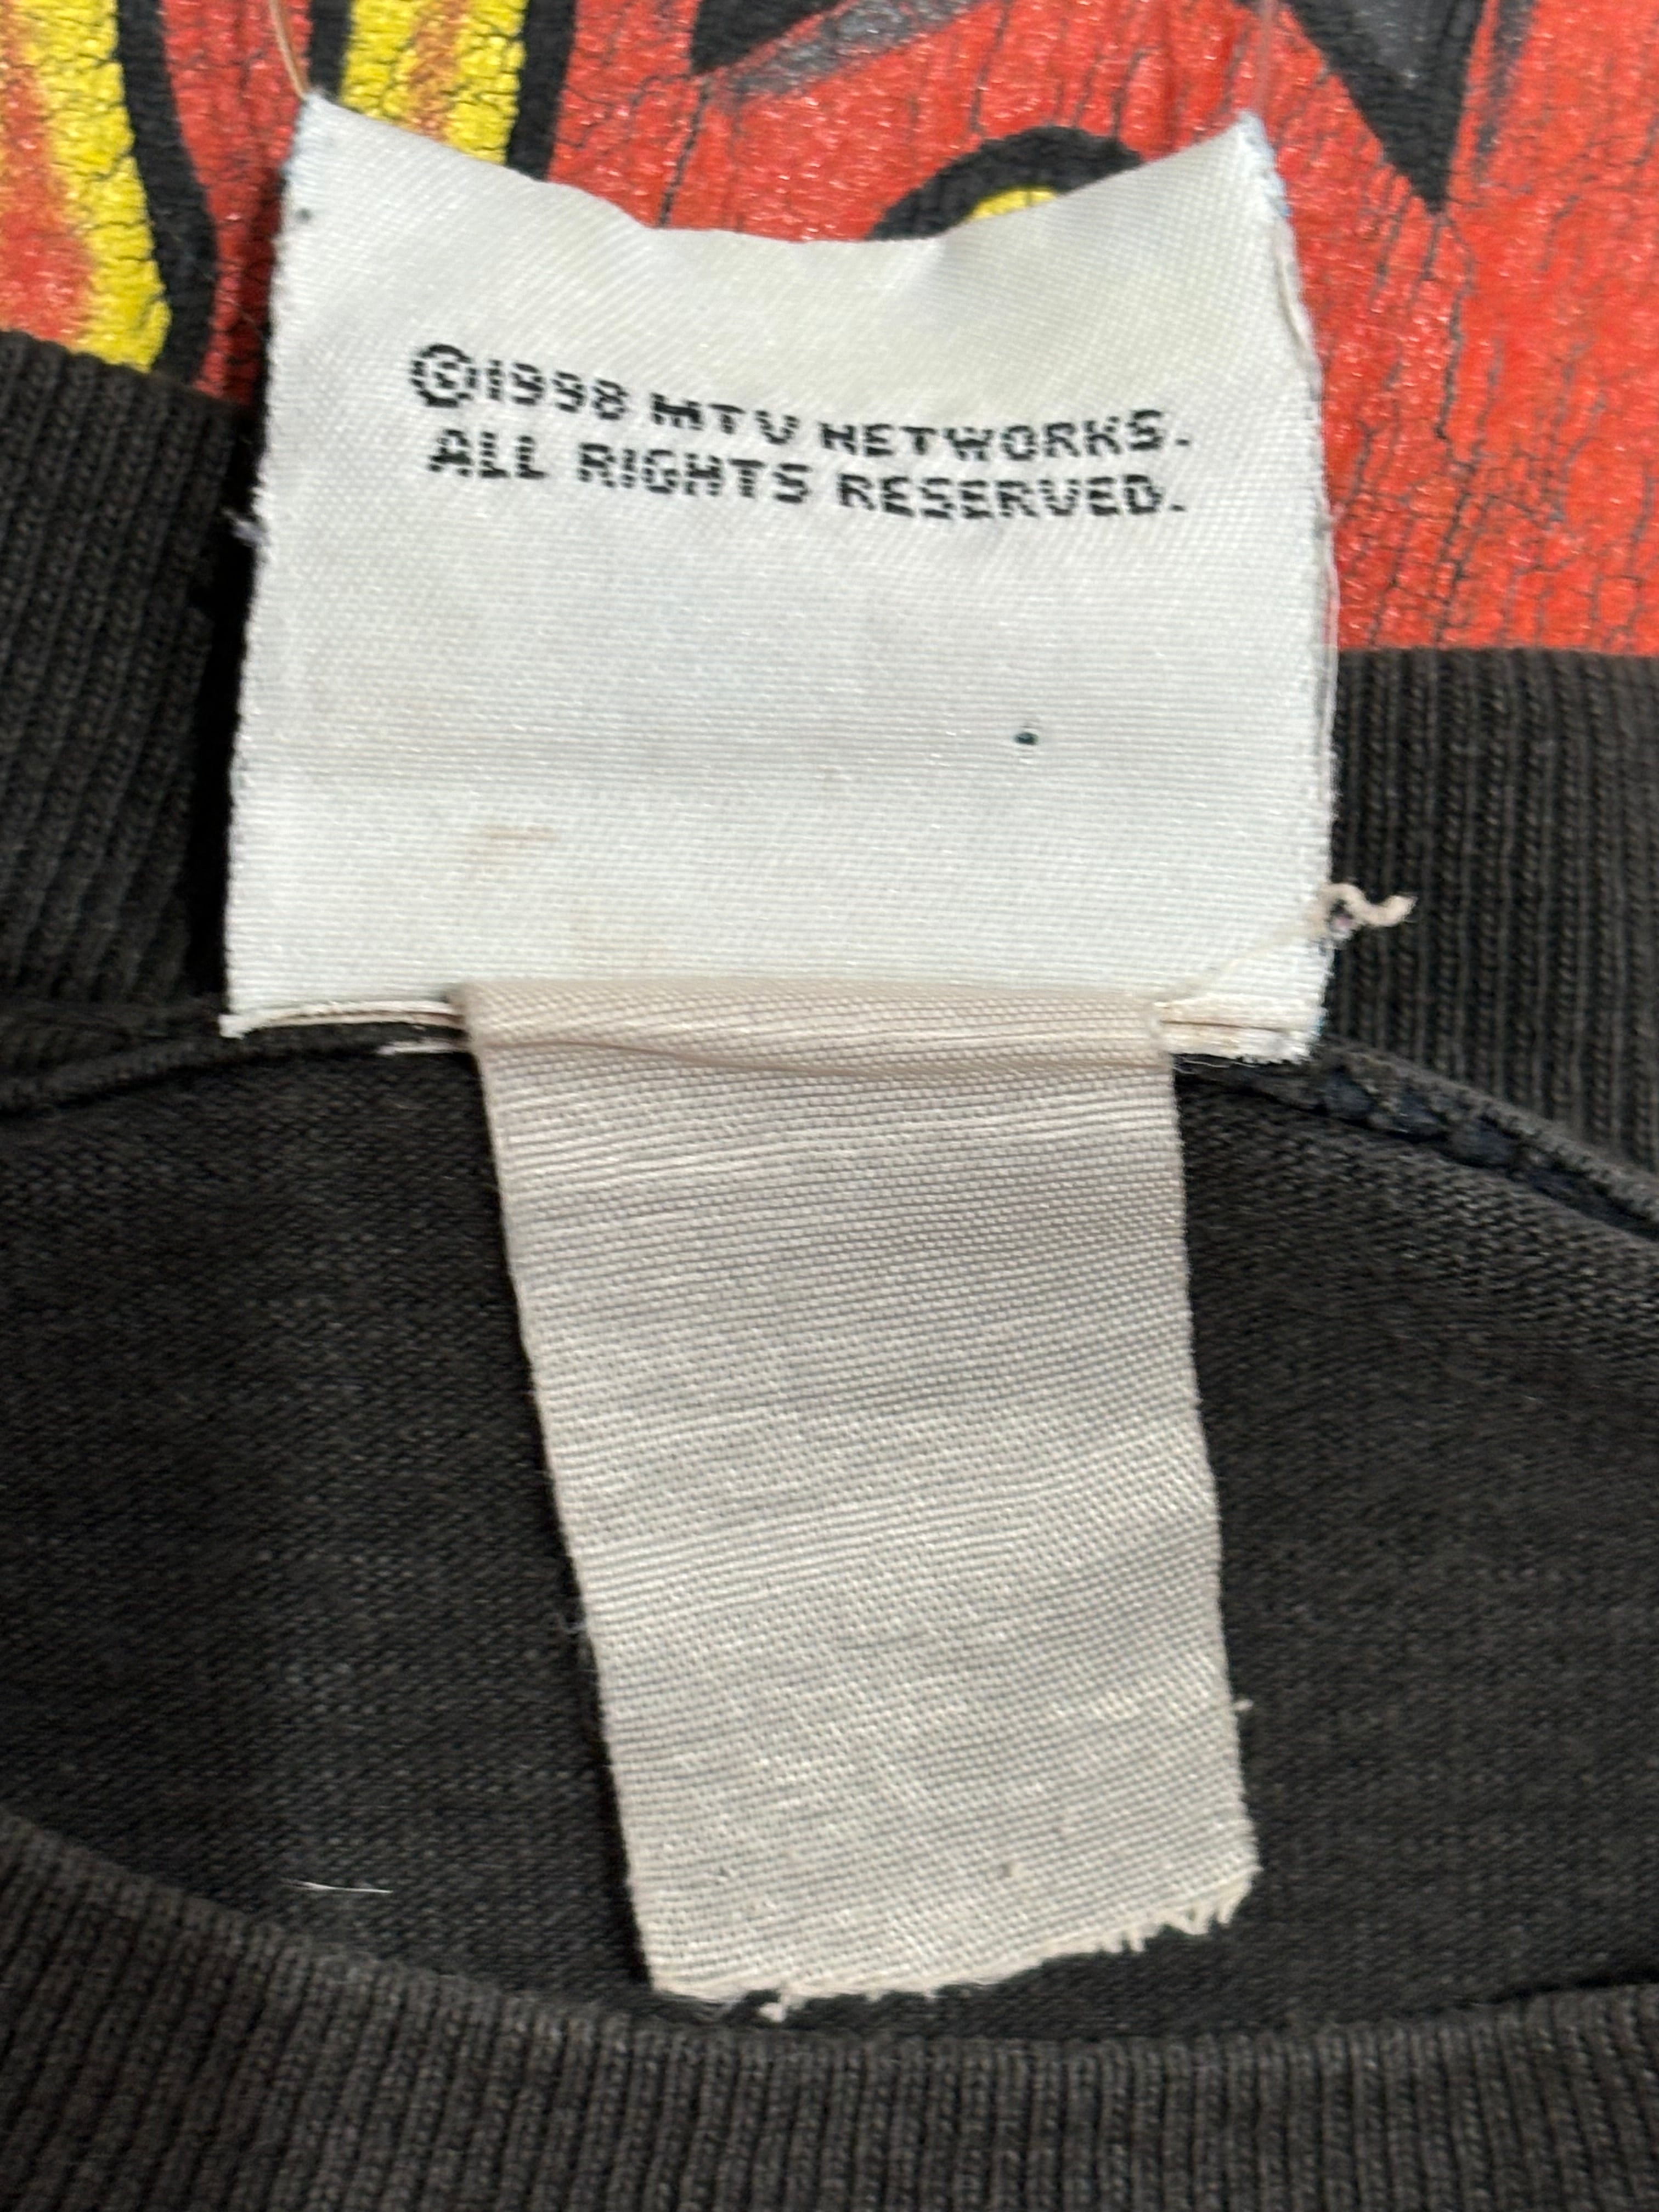 ©1998 MTV NETWORKS.
ALL RIGHTS RESERVED.